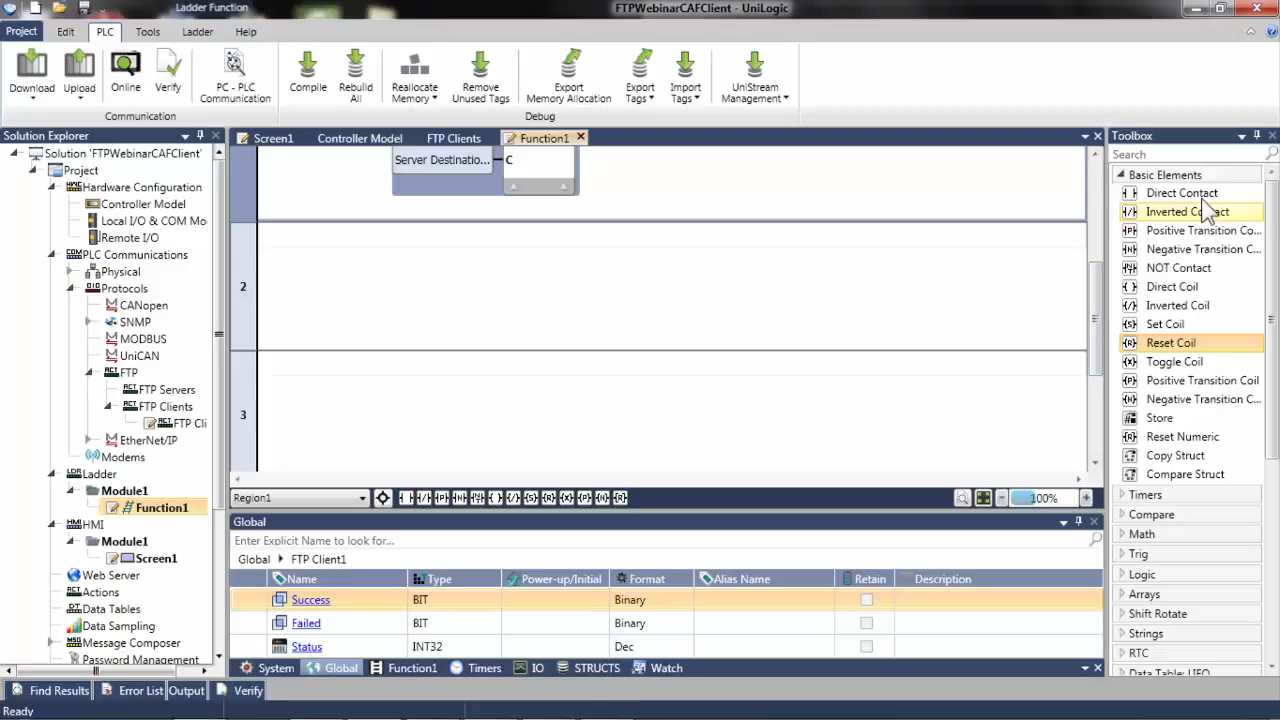 Ladder Function
FTPWebinarCAFClient - UniLogic
Project
Edit
PLC
Tools
Ladder
Help
Download
Upload
Online
Verify
PC - PLC
Communication
Compile
Rebuild
All
Reallocate
Memory
Remove
Unused Tags
Export
Memory Allocation
Export
Tags
Import
Tags
UniStream
Management
Communication
Debug
Solution Explorer
Screen1
Controller Model
FTP Clients
Function1
Toolbox
Solution 'FTPWebinarCAFClient'
Project
Hardware Configuration
Controller Model
Local I/O & COM Mo
Remote I/O
PLC Communications
Physical
Protocols
CANopen
SNMP
MODBUS
UniCAN
FTP
FTP Servers
FTP Clients
FTP Cli
EtherNet/IP
Modems
Ladder
Module1
Function1
HMI
Module1
Screen1
Web Server
Actions
Data Tables
Data Sampling
Message Composer
Password Management
Server Destinatio...
C
2
3
Region1
100%
Global
Enter Explicit Name to look for...
Global
FTP Client1
Name
Type
Power-up/Initial
Format
Alias Name
Retain
Description
Success
BIT
Binary
Failed
BIT
Binary
Status
INT32
Dec
System
Global
Function1
Timers
IO
STRUCTS
Watch
Search
Basic Elements
Direct Contact
Inverted Contact
Positive Transition Co...
Negative Transition C...
NOT Contact
Direct Coil
Inverted Coil
Set Coil
Reset Coil
Toggle Coil
Positive Transition Coil
Negative Transition C...
Store
Reset Numeric
Copy Struct
Compare Struct
Timers
Compare
Math
Trig
Logic
Arrays
Shift Rotate
Strings
RTC
Data Table: UFO
Find Results
Error List
Output
Verify
Ready